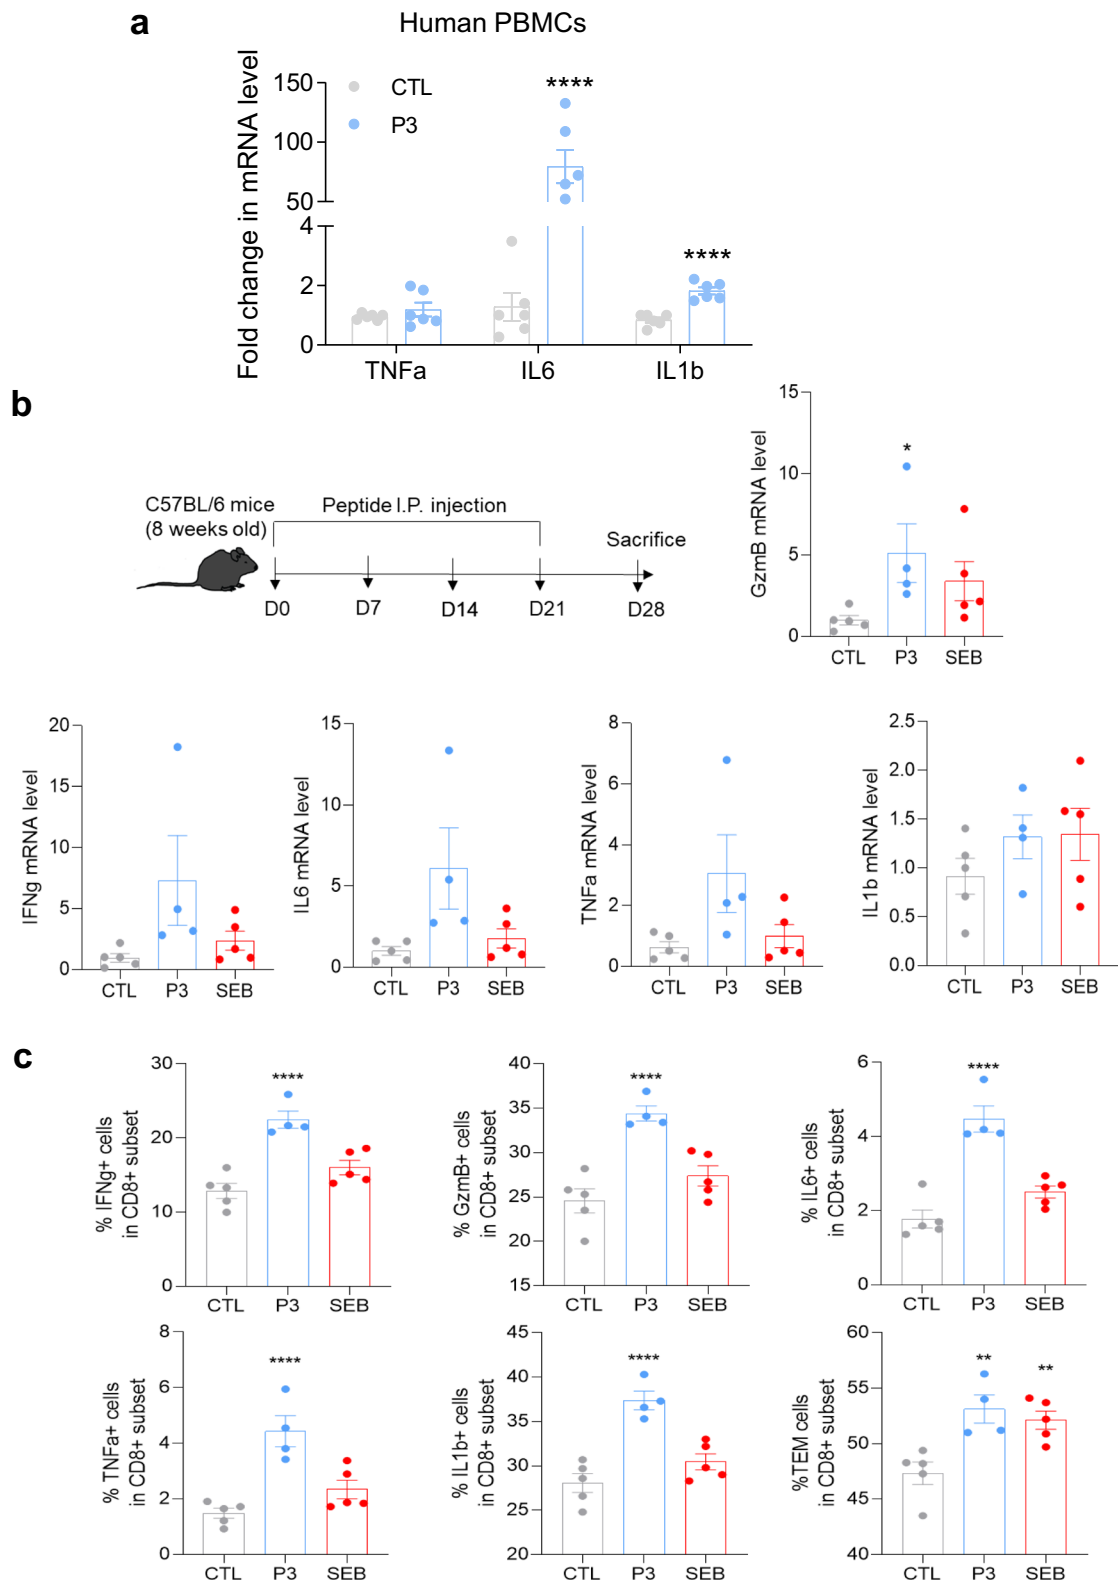 a
Human PBMCs
Fold change in mRNA level
150
100
50
4
2
0
CTL
P3
****
****
TNFa
IL6
IL1b
b
C57BL/6 mice
(8 weeks old)
Peptide I.P. injection
Sacrifice
D0
D7
D14
D21
D28
GzmB mRNA level
15
10
5
0
*
CTL
P3
SEB
IFNg mRNA level
20
15
10
5
0
CTL
P3
SEB
IL6 mRNA level
15
10
5
0
CTL
P3
SEB
TNFa mRNA level
8
6
4
2
0
CTL
P3
SEB
IL1b mRNA level
2.5
2.0
1.5
1.0
0.5
0.0
CTL
P3
SEB
c
% IFNg+ cells
in CD8+ subset
30
20
10
0
****
CTL
P3
SEB
% GzmB+ cells
in CD8+ subset
40
35
30
25
20
15
****
CTL
P3
SEB
% IL6+ cells
in CD8+ subset
6
4
2
0
****
CTL
P3
SEB
% TNFa+ cells
in CD8+ subset
8
6
4
2
0
****
CTL
P3
SEB
% IL1b+ cells
in CD8+ subset
45
40
35
30
25
20
****
CTL
P3
SEB
%TEM cells
in CD8+ subset
60
55
50
45
40
**
**
CTL
P3
SEB